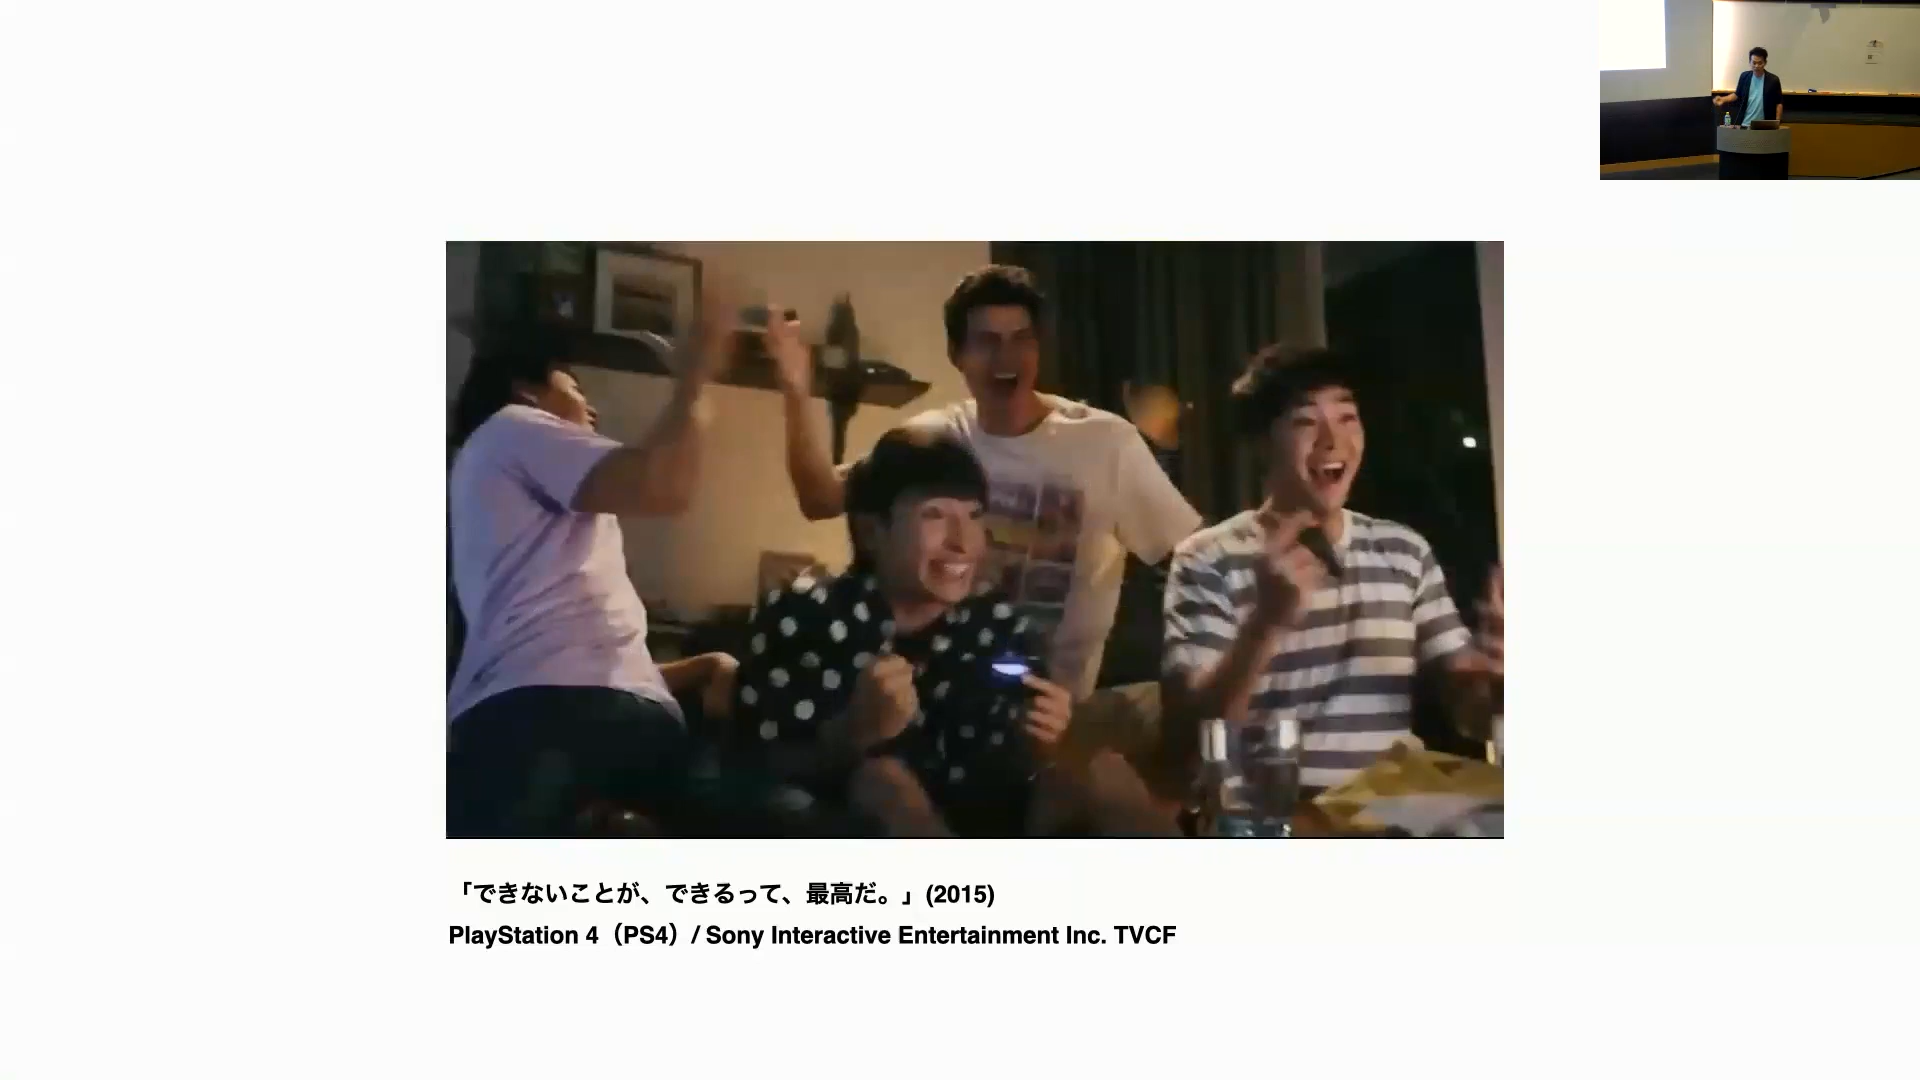 「できないことが、できるって、最高だ。」(2015)
PlayStation 4（PS4）/ Sony Interactive Entertainment Inc. TVCF